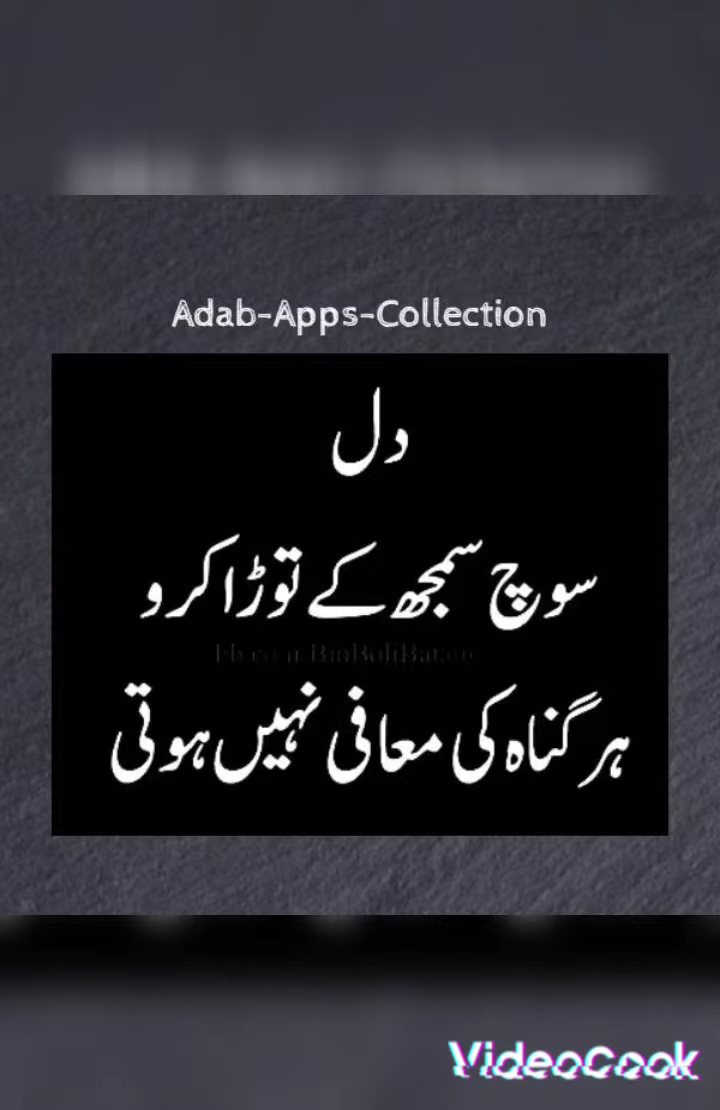 Adab-Apps-Collection
دل
سوچ سمجھ کے توڑا کرو
ہر گناہ کی معافی نہیں ہوتی
VideoCook